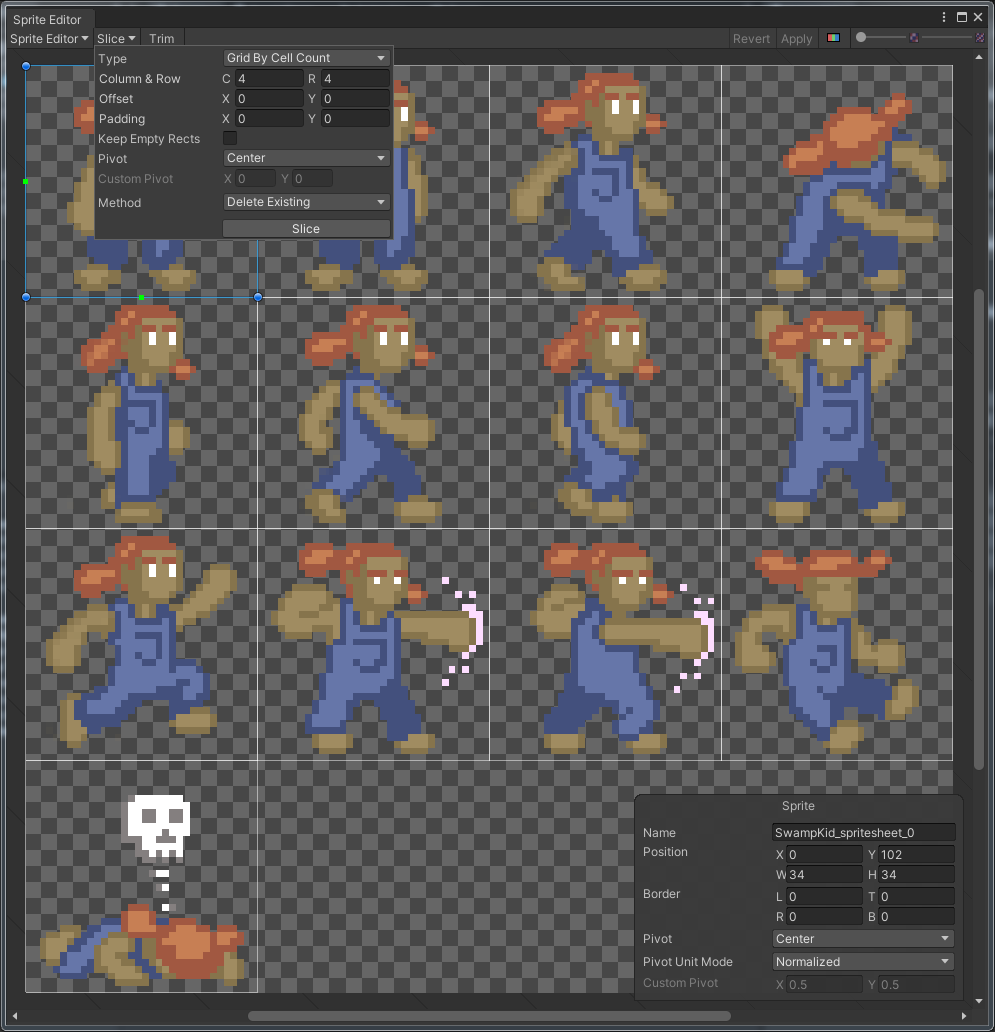 Sprite Editor
Sprite Editor Slice Trim Revert Apply
Type Grid By Cell Count
Column & Row C 4 R 4
Offset X 0 Y 0
Padding X 0 Y 0
Keep Empty Rects
Pivot Center
Custom Pivot X 0 Y 0
Method Delete Existing
Slice
Sprite
Name SwampKid_spritesheet_0
Position X 0 Y 102
W 34 H 34
Border L 0 T 0
R 0 B 0
Pivot Center
Pivot Unit Mode Normalized
Custom Pivot X 0.5 Y 0.5